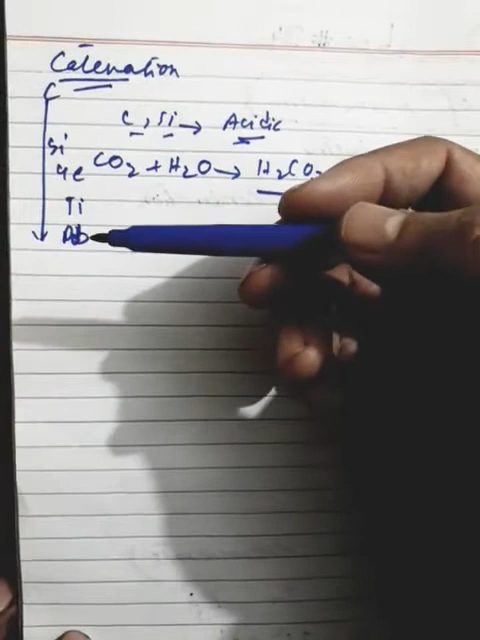 Catenation
C
C, Si → Acidic
Si
Ge CO2 + H2O → H2CO3
Ti
Pb